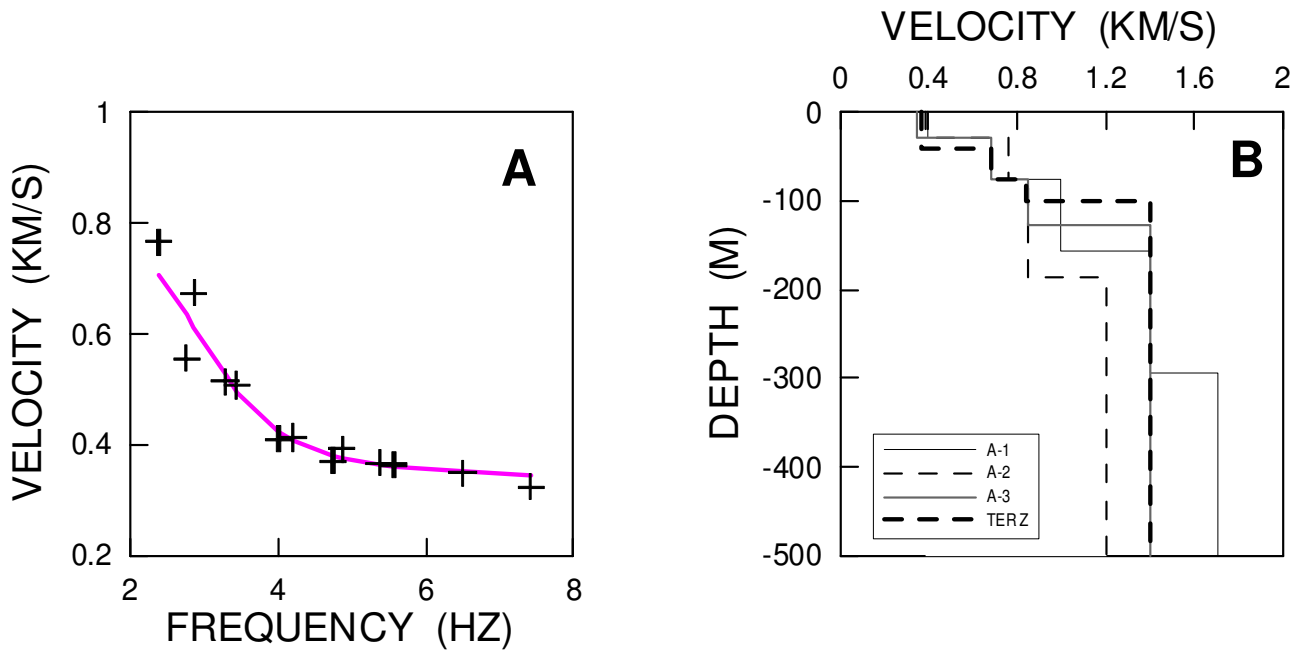 1
0.8
0.6
0.4
0.2
VELOCITY (KM/S)
A
2 4 6 8
FREQUENCY (HZ)
VELOCITY (KM/S)
0 0.4 0.8 1.2 1.6 2
0
-100
-200
-300
-400
-500
DEPTH (M)
B
A-1
A-2
A-3
TERZ